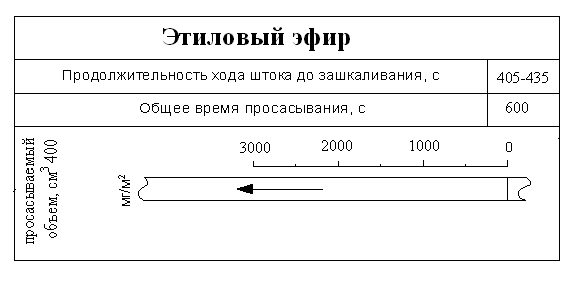 Этиловый эфир
Продолжительность хода штока до зашкаливания, с 405-435
Общее время просасывания, с 600
просасываемый
объем, см³ 400
3000 2000 1000 0
мг/м²